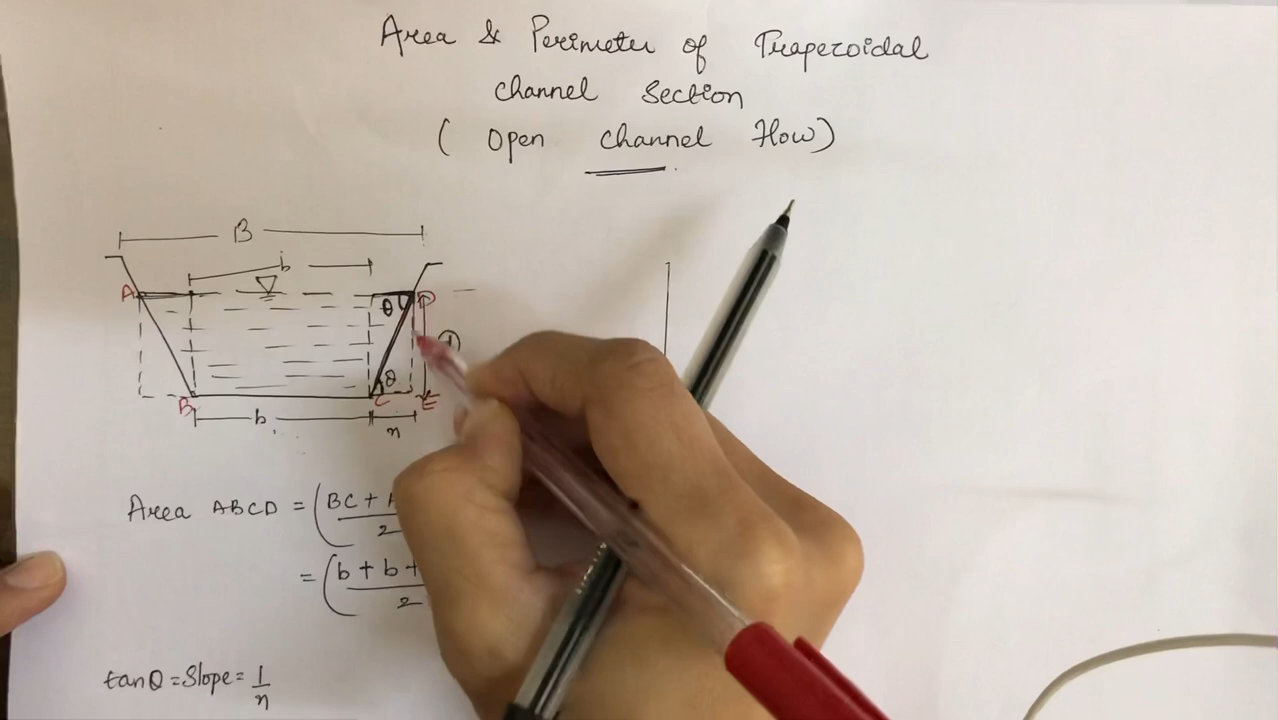 Area & Perimeter of Trapezoidal
channel Section
( Open channel flow)
B
b
A
θ
D
θ
B
C
E
b
n
Area ABCD = (BC +
2
= (b + b +
2
tanθ = Slope = 1/n